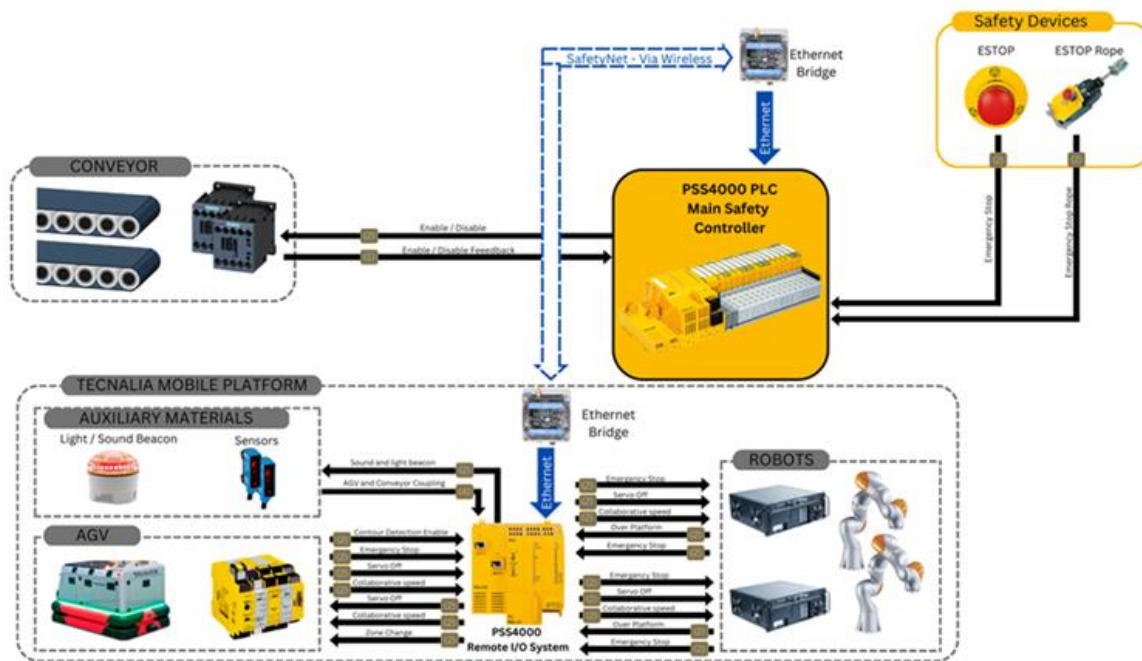 Safety Devices
ESTOP
ESTOP Rope
Ethernet
Bridge
SafetyNet - Via Wireless
Ethernet
Emergency Stop
Emergency Stop Rope
CONVEYOR
Enable / Disable
Enable / Disable Feeedback
PSS4000 PLC
Main Safety
Controller
TECNALIA MOBILE PLATFORM
AUXILIARY MATERIALS
Light / Sound Beacon
Sensors
Ethernet
Bridge
Ethernet
Sound and light beacon
AGV and Conveyor Coupling
AGV
Contour Detection Enable
Emergency Stop
Servo Off
Collaborative speed
Servo Off
Collaborative speed
Zone Change
PSS4000
Remote I/O System
ROBOTS
Emergency Stop
Servo Off
Collaborative speed
Over Platform
Emergency Stop
Emergency Stop
Servo Off
Collaborative speed
Over Platform
Emergency Stop